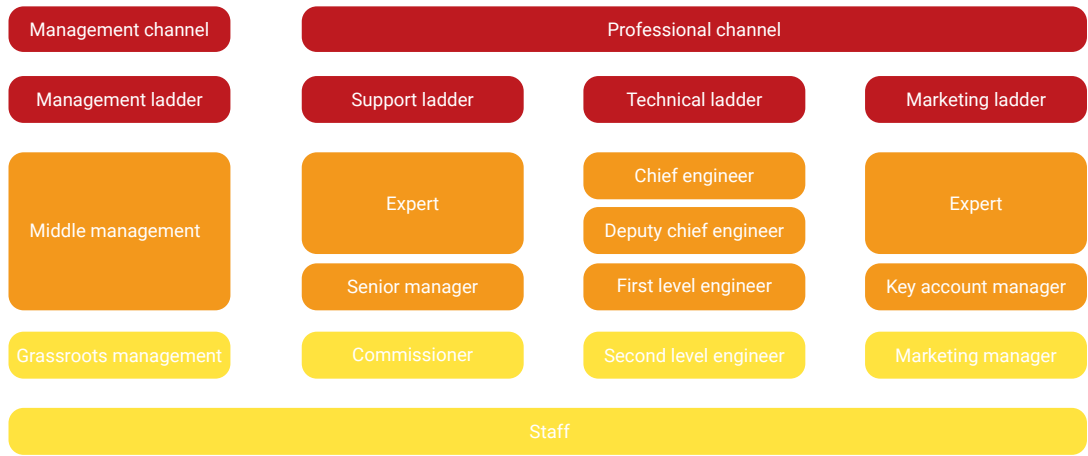 Management channel
Professional channel
Management ladder
Support ladder
Technical ladder
Marketing ladder
Middle management
Expert
Chief engineer
Expert
Deputy chief engineer
Senior manager
First level engineer
Key account manager
Grassroots management
Commissioner
Second level engineer
Marketing manager
Staff